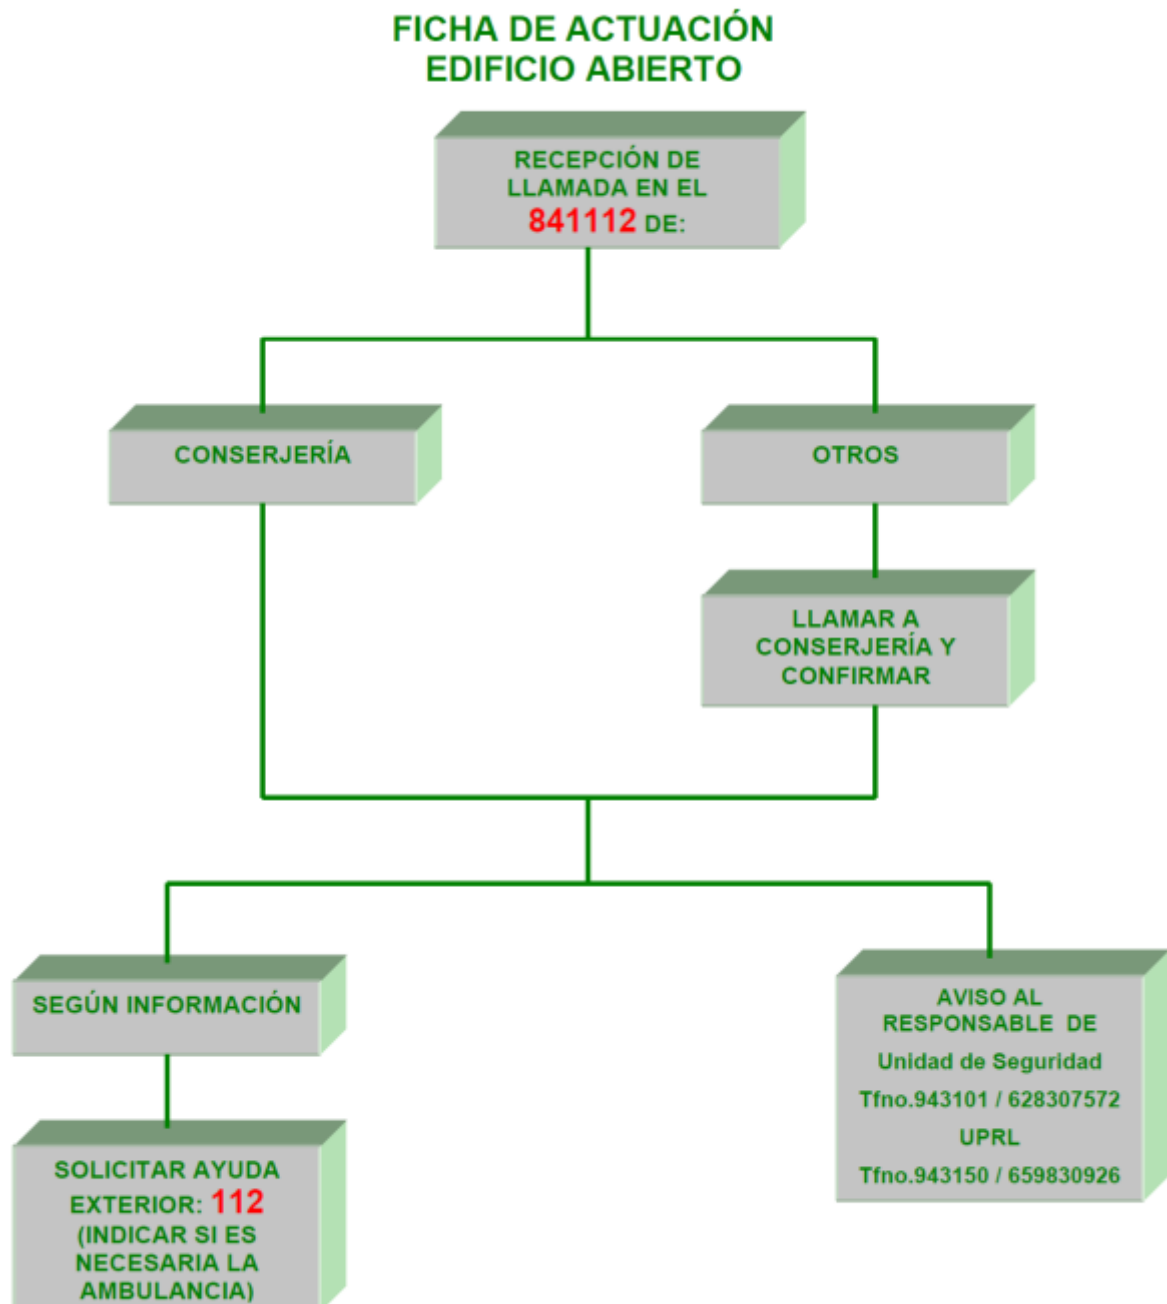 FICHA DE ACTUACIÓN
EDIFICIO ABIERTO
RECEPCIÓN DE
LLAMADA EN EL
841112 DE:
CONSERJERÍA
OTROS
LLAMAR A
CONSERJERÍA Y
CONFIRMAR
SEGÚN INFORMACIÓN
SOLICITAR AYUDA
EXTERIOR: 112
(INDICAR SI ES
NECESARIA LA
AMBULANCIA)
AVISO AL
RESPONSABLE DE
Unidad de Seguridad
Tfno.943101 / 628307572
UPRL
Tfno.943150 / 659830926